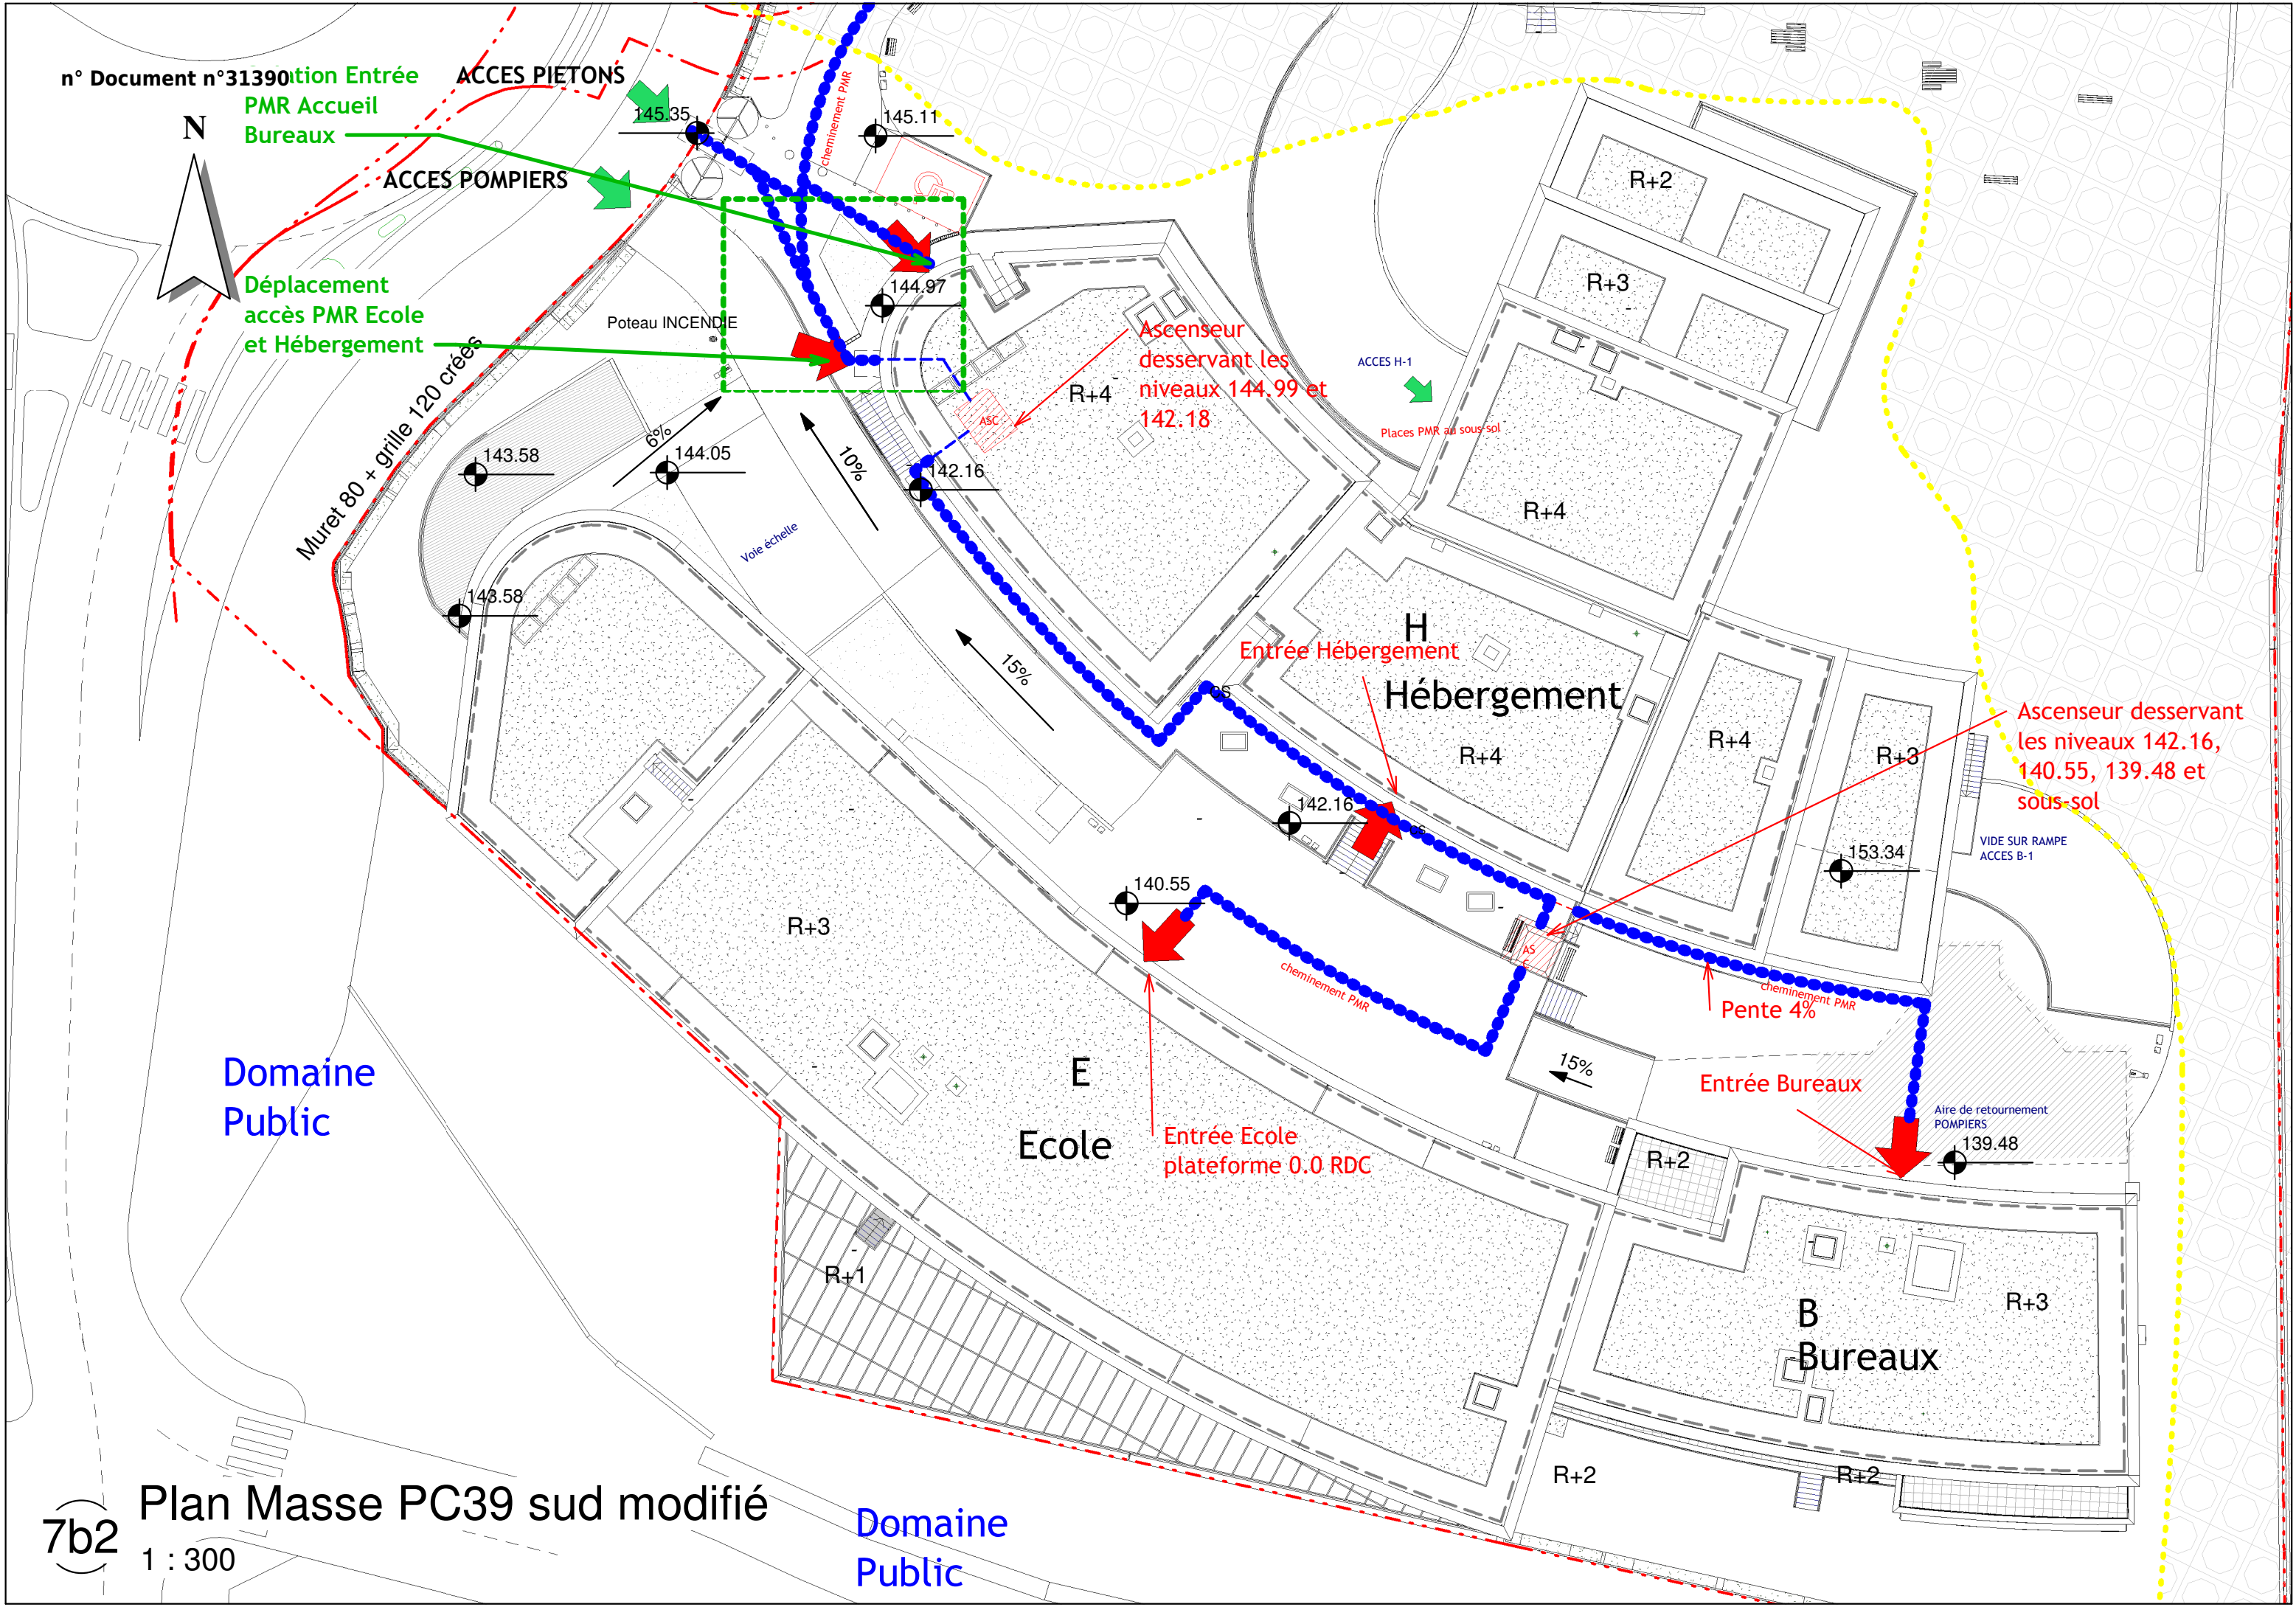 n° Document n°31390
ation Entrée
PMR Accueil
Bureaux
ACCES PIETONS
N
145.35
cheminement PMR
145.11
ACCES POMPIERS
144.97
Déplacement
accès PMR Ecole
et Hébergement
Poteau INCENDIE
Muret 80 + grille 120 créés
Ascenseur
desservant les
niveaux 144.99 et
142.18
R+4
ASC
ACCES H-1
Places PMR au sous-sol
R+2
R+3
R+4
6%
10%
143.58
144.05
142.16
Voie échelle
143.58
15%
H
Entrée Hébergement
Hébergement
R+4
R+4
R+3
Ascenseur desservant
les niveaux 142.16,
140.55, 139.48 et
sous-sol
VIDE SUR RAMPE
ACCES B-1
142.16
153.34
140.55
R+3
AS
C
cheminement PMR
cheminement PMR
Pente 4%
15%
Entrée Bureaux
Aire de retournement
POMPIERS
139.48
Domaine
Public
E
Ecole
Entrée Ecole
plateforme 0.0 RDC
R+2
R+1
B
Bureaux
R+3
R+2
R+2
7b2
Plan Masse PC39 sud modifié
1 : 300
Domaine
Public